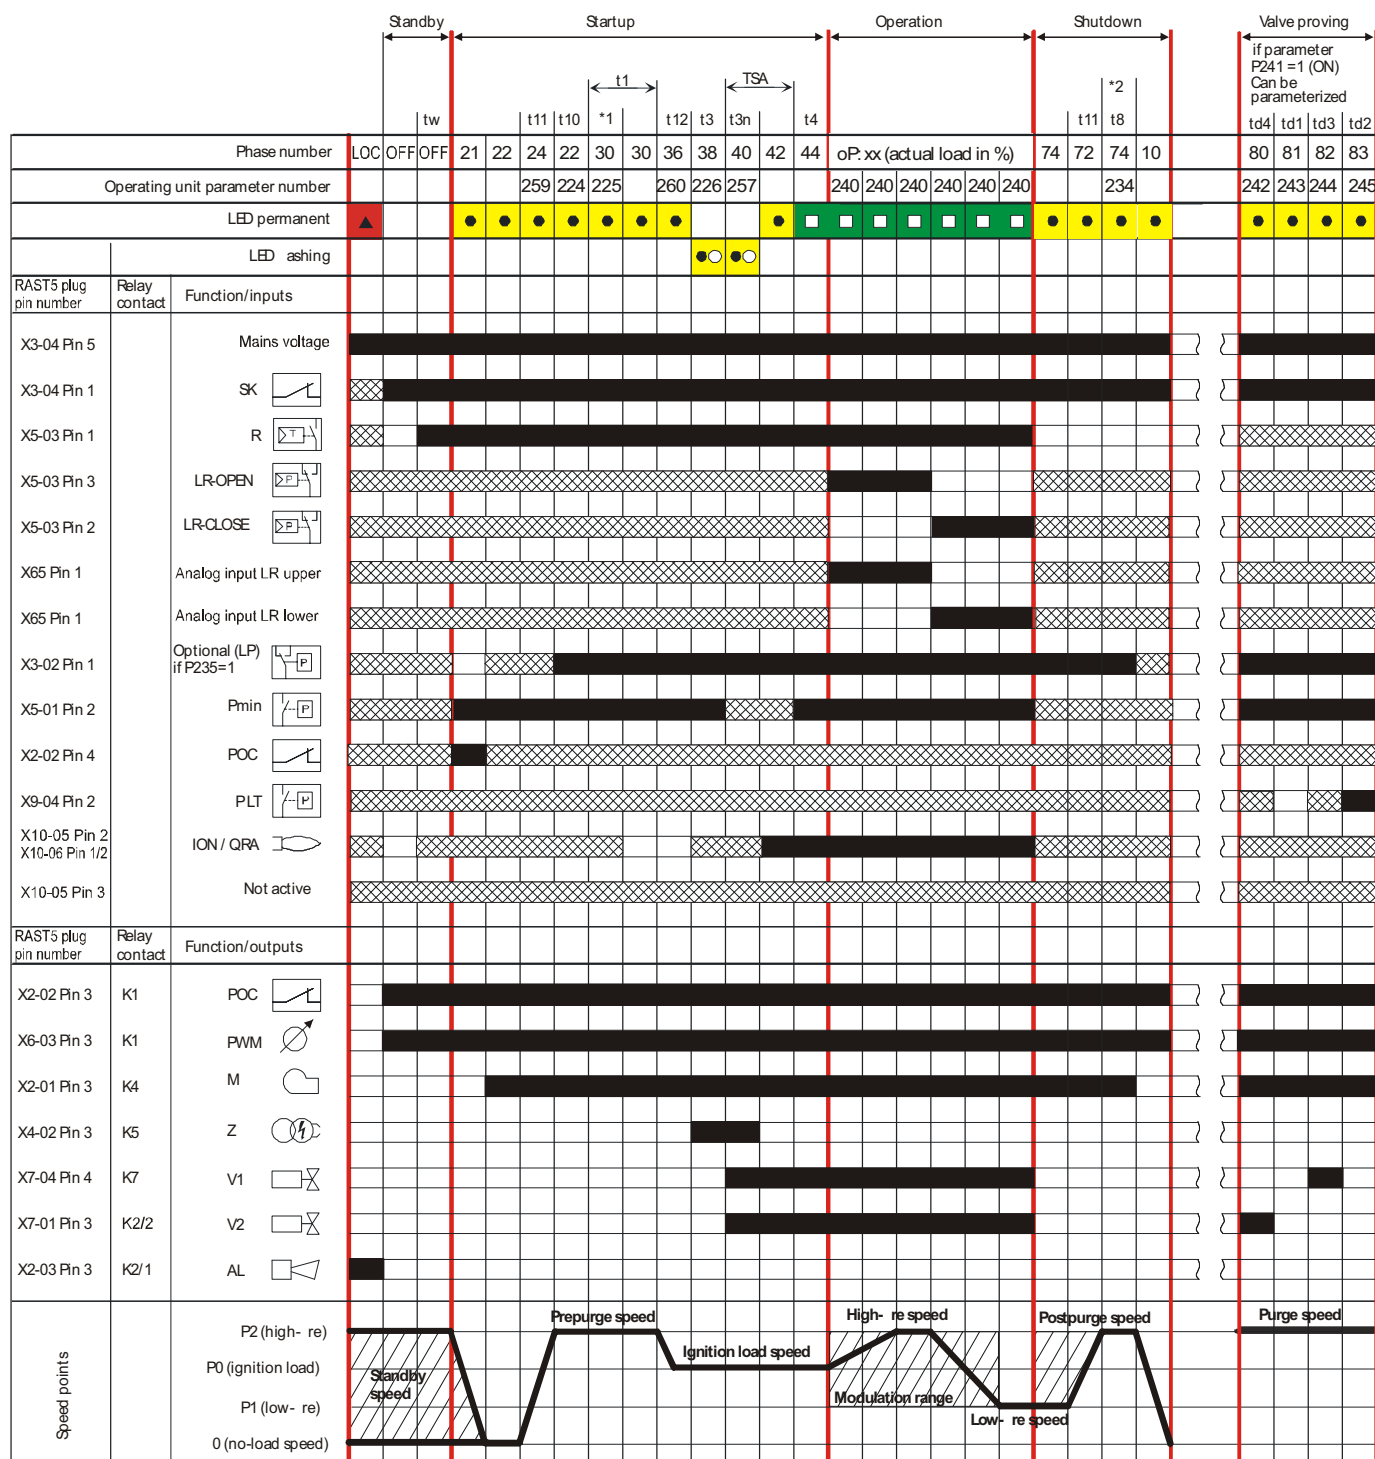 Standby Startup Operation Shutdown Valve proving
if parameter
P241 =1 (ON)
Can be
parameterized
t1 TSA *2
tw t11 t10 *1 t12 t3 t3n t4 t11 t8 td4 td1 td3 td2
Phase number LOC OFF OFF 21 22 24 22 30 30 36 38 40 42 44 oP: xx (actual load in %) 74 72 74 10 80 81 82 83
Operating unit parameter number 259 224 225 260 226 257 240 240 240 240 240 240 234 242 243 244 245
LED permanent
LED ashing
RAST5 plug
pin number
Relay
contact
Function/inputs
X3-04 Pin 5 Mains voltage
X3-04 Pin 1 SK
X5-03 Pin 1 R T
X5-03 Pin 3 LR-OPEN P
X5-03 Pin 2 LR-CLOSE P
X65 Pin 1 Analog input LR upper
X65 Pin 1 Analog input LR lower
X3-02 Pin 1 Optional (LP)
if P235=1 P
X5-01 Pin 2 Pmin P
X2-02 Pin 4 POC
X9-04 Pin 2 PLT P
X10-05 Pin 2
X10-06 Pin 1/2 ION / QRA
X10-05 Pin 3 Not active
RAST5 plug
pin number
Relay
contact
Function/outputs
X2-02 Pin 3 K1 POC
X6-03 Pin 3 K1 PWM
X2-01 Pin 3 K4 M
X4-02 Pin 3 K5 Z
X7-04 Pin 4 K7 V1
X7-01 Pin 3 K2/2 V2
X2-03 Pin 3 K2/1 AL
Speed points
P2 (high- re)
P0 (ignition load)
P1 (low- re)
0 (no-load speed)
Standby
speed
Prepurge speed
Ignition load speed
High- re speed
Modulation range
Low- re speed
Postpurge speed
Purge speed